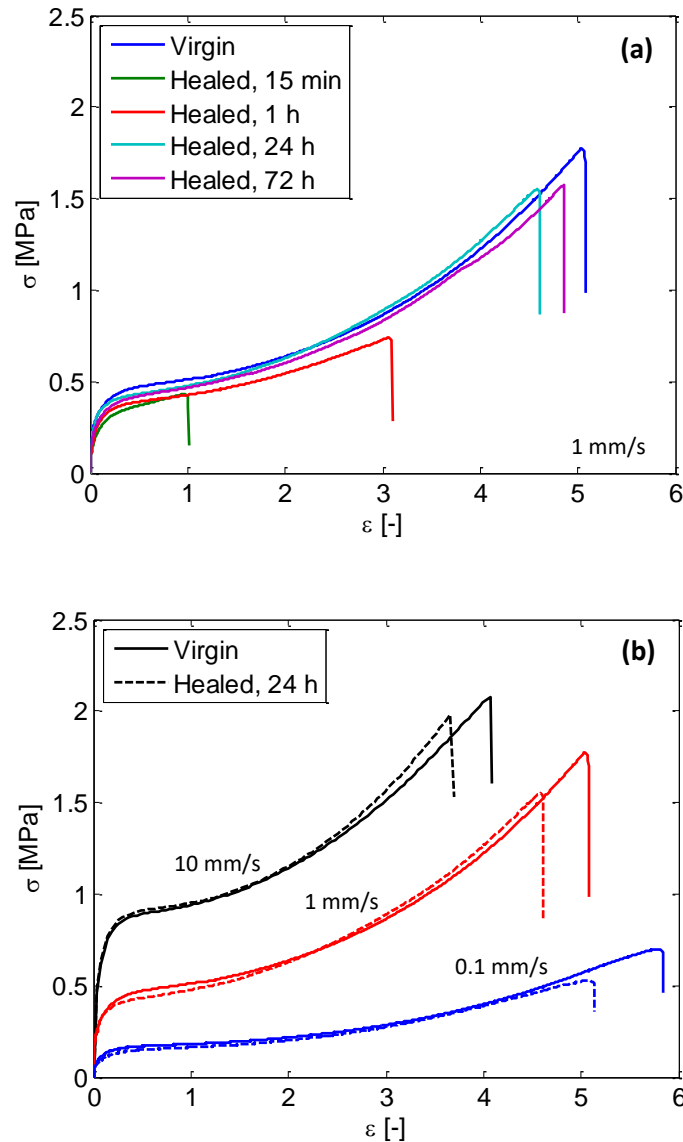 2.5
2
1.5
1
0.5
0
σ [MPa]
Virgin
Healed, 15 min
Healed, 1 h
Healed, 24 h
Healed, 72 h
(a)
1 mm/s
0 1 2 3 4 5 6
ε [-]
2.5
2
1.5
1
0.5
0
σ [MPa]
Virgin
Healed, 24 h
(b)
10 mm/s
1 mm/s
0.1 mm/s
0 1 2 3 4 5 6
ε [-]